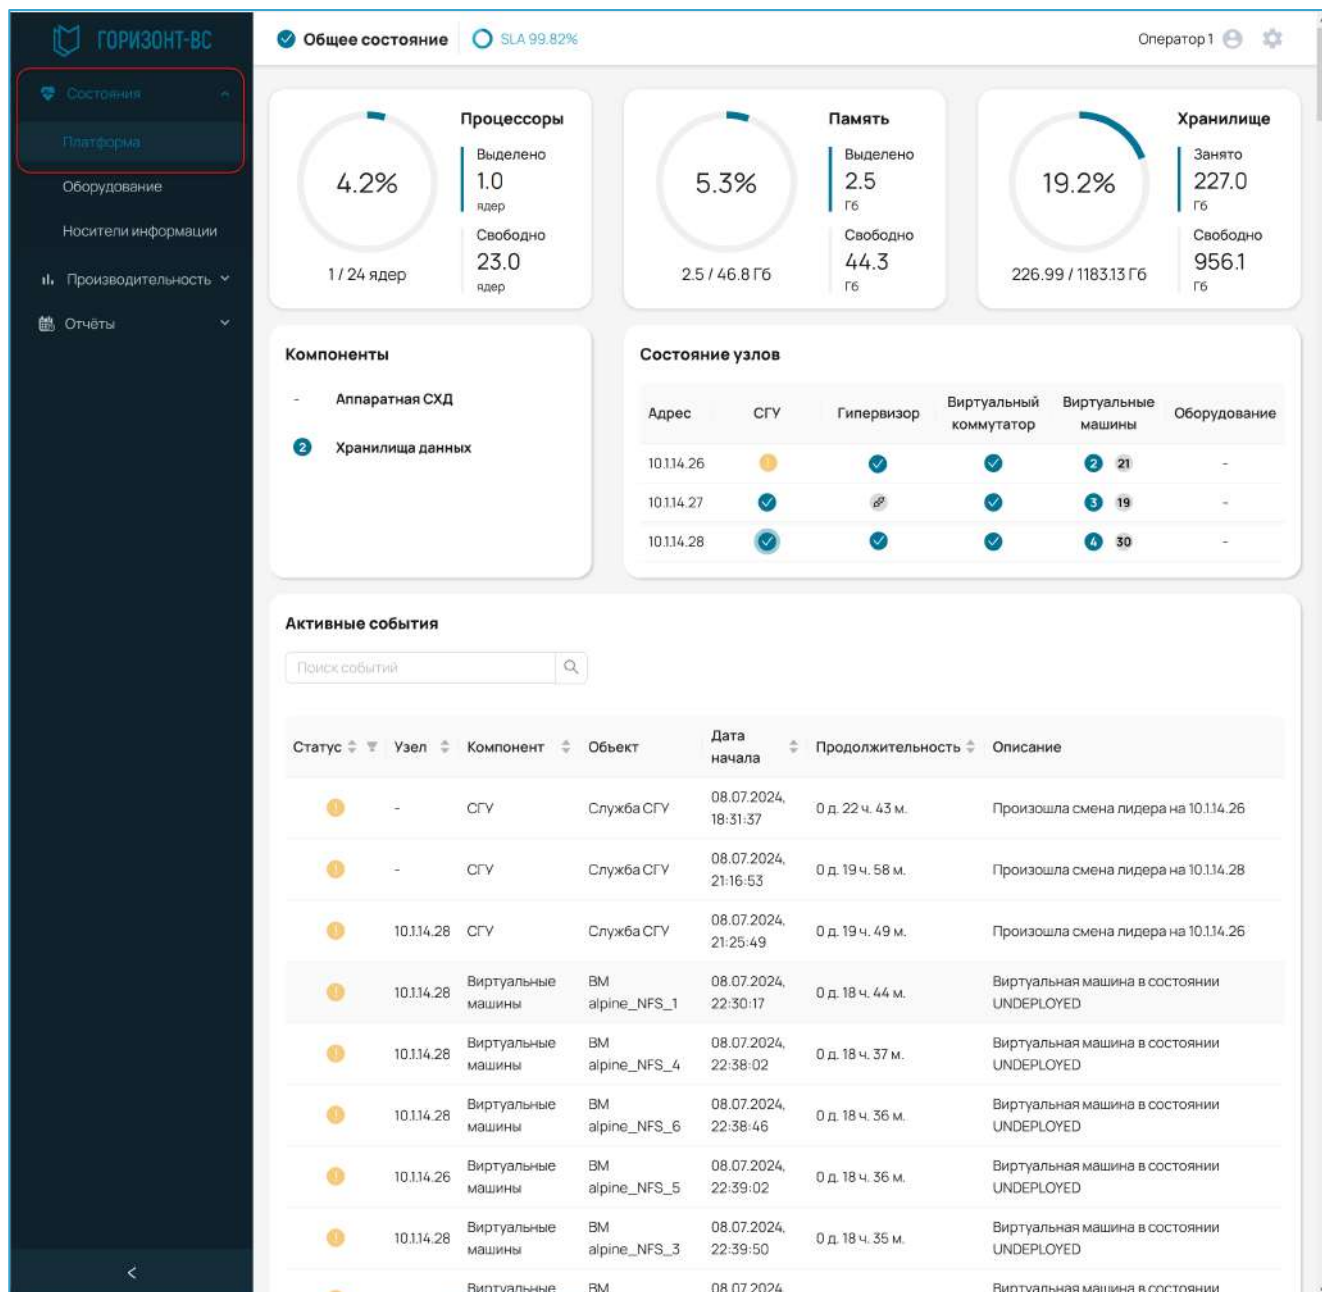 ГОРИЗОНТ-ВС
Общее состояние
SLA 99.82%
Оператор 1
Состояния
Платформа
Оборудование
Носители информации
Производительность
Отчёты
4.2%
1 / 24 ядер
Процессоры
Выделено
1.0
ядер
Свободно
23.0
ядер
5.3%
2.5 / 46.8 Гб
Память
Выделено
2.5
Гб
Свободно
44.3
Гб
19.2%
226.99 / 1183.13 Гб
Хранилище
Занято
227.0
Гб
Свободно
956.1
Гб
Компоненты
- Аппаратная СХД
2 Хранилища данных
Состояние узлов
Адрес СГУ Гипервизор Виртуальный коммутатор Виртуальные машины Оборудование
10.1.14.26 2 21 -
10.1.14.27 3 19 -
10.1.14.28 4 30 -
Активные события
Поиск событий
Статус Узел Компонент Объект Дата начала Продолжительность Описание
- СГУ Служба СГУ 08.07.2024, 18:31:37 0 д. 22 ч. 43 м. Произошла смена лидера на 10.1.14.26
- СГУ Служба СГУ 08.07.2024, 21:16:53 0 д. 19 ч. 58 м. Произошла смена лидера на 10.1.14.28
10.1.14.28 СГУ Служба СГУ 08.07.2024, 21:25:49 0 д. 19 ч. 49 м. Произошла смена лидера на 10.1.14.26
10.1.14.28 Виртуальные машины ВМ alpine_NFS_1 08.07.2024, 22:30:17 0 д. 18 ч. 44 м. Виртуальная машина в состоянии UNDEPLOYED
10.1.14.28 Виртуальные машины ВМ alpine_NFS_4 08.07.2024, 22:38:02 0 д. 18 ч. 37 м. Виртуальная машина в состоянии UNDEPLOYED
10.1.14.28 Виртуальные машины ВМ alpine_NFS_6 08.07.2024, 22:38:46 0 д. 18 ч. 36 м. Виртуальная машина в состоянии UNDEPLOYED
10.1.14.26 Виртуальные машины ВМ alpine_NFS_5 08.07.2024, 22:39:02 0 д. 18 ч. 36 м. Виртуальная машина в состоянии UNDEPLOYED
10.1.14.28 Виртуальные машины ВМ alpine_NFS_3 08.07.2024, 22:39:50 0 д. 18 ч. 35 м. Виртуальная машина в состоянии UNDEPLOYED
Виртуальные ВМ 08.07.2024, Виртуальная машина в состоянии